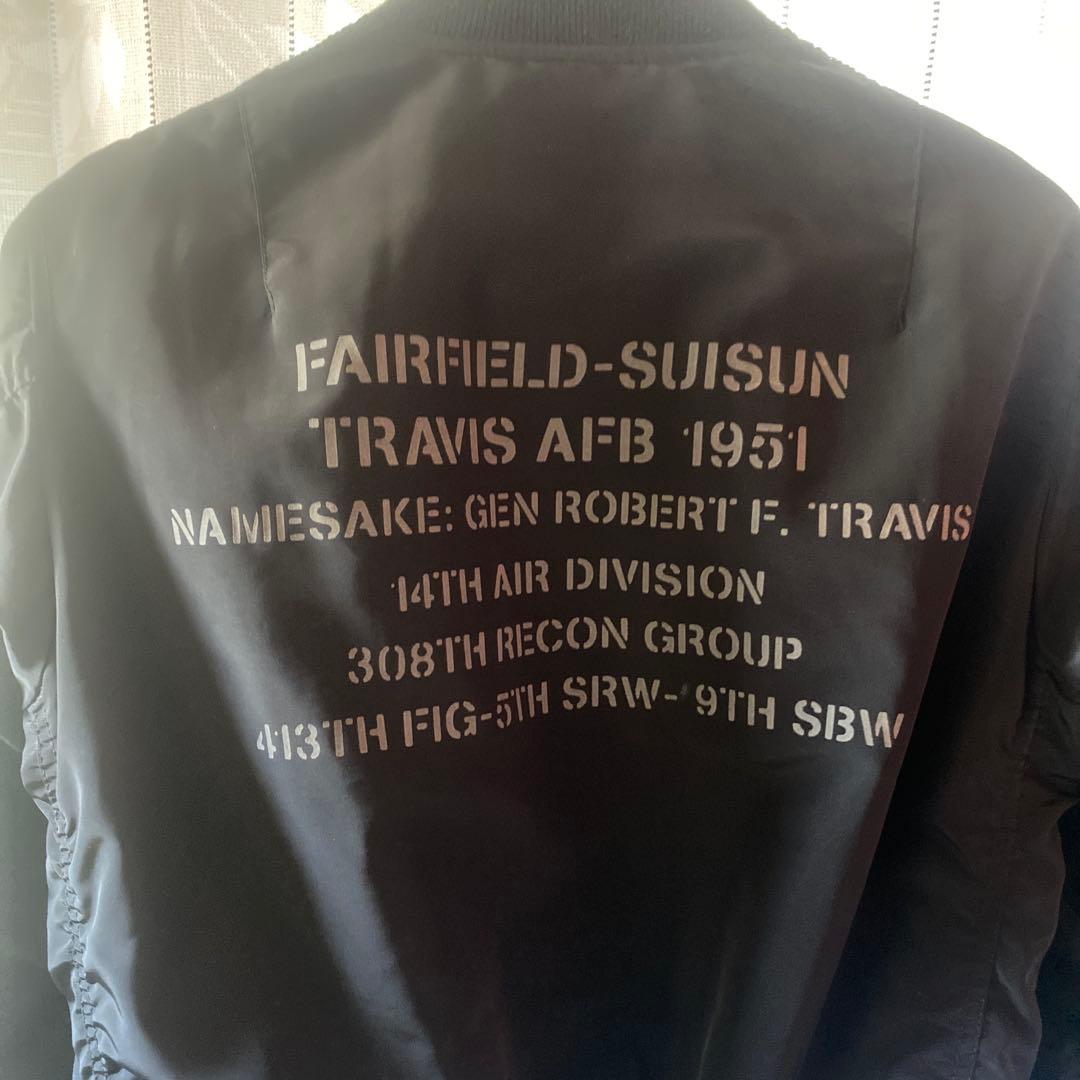 FAIRFIELD-SUISUN
TRAVIS AFB 1951
NAMESAKE: GEN ROBERT F. TRAVIS
14TH AIR DIVISION
308TH RECON GROUP
413TH FIG-5TH SRW-9TH SBW